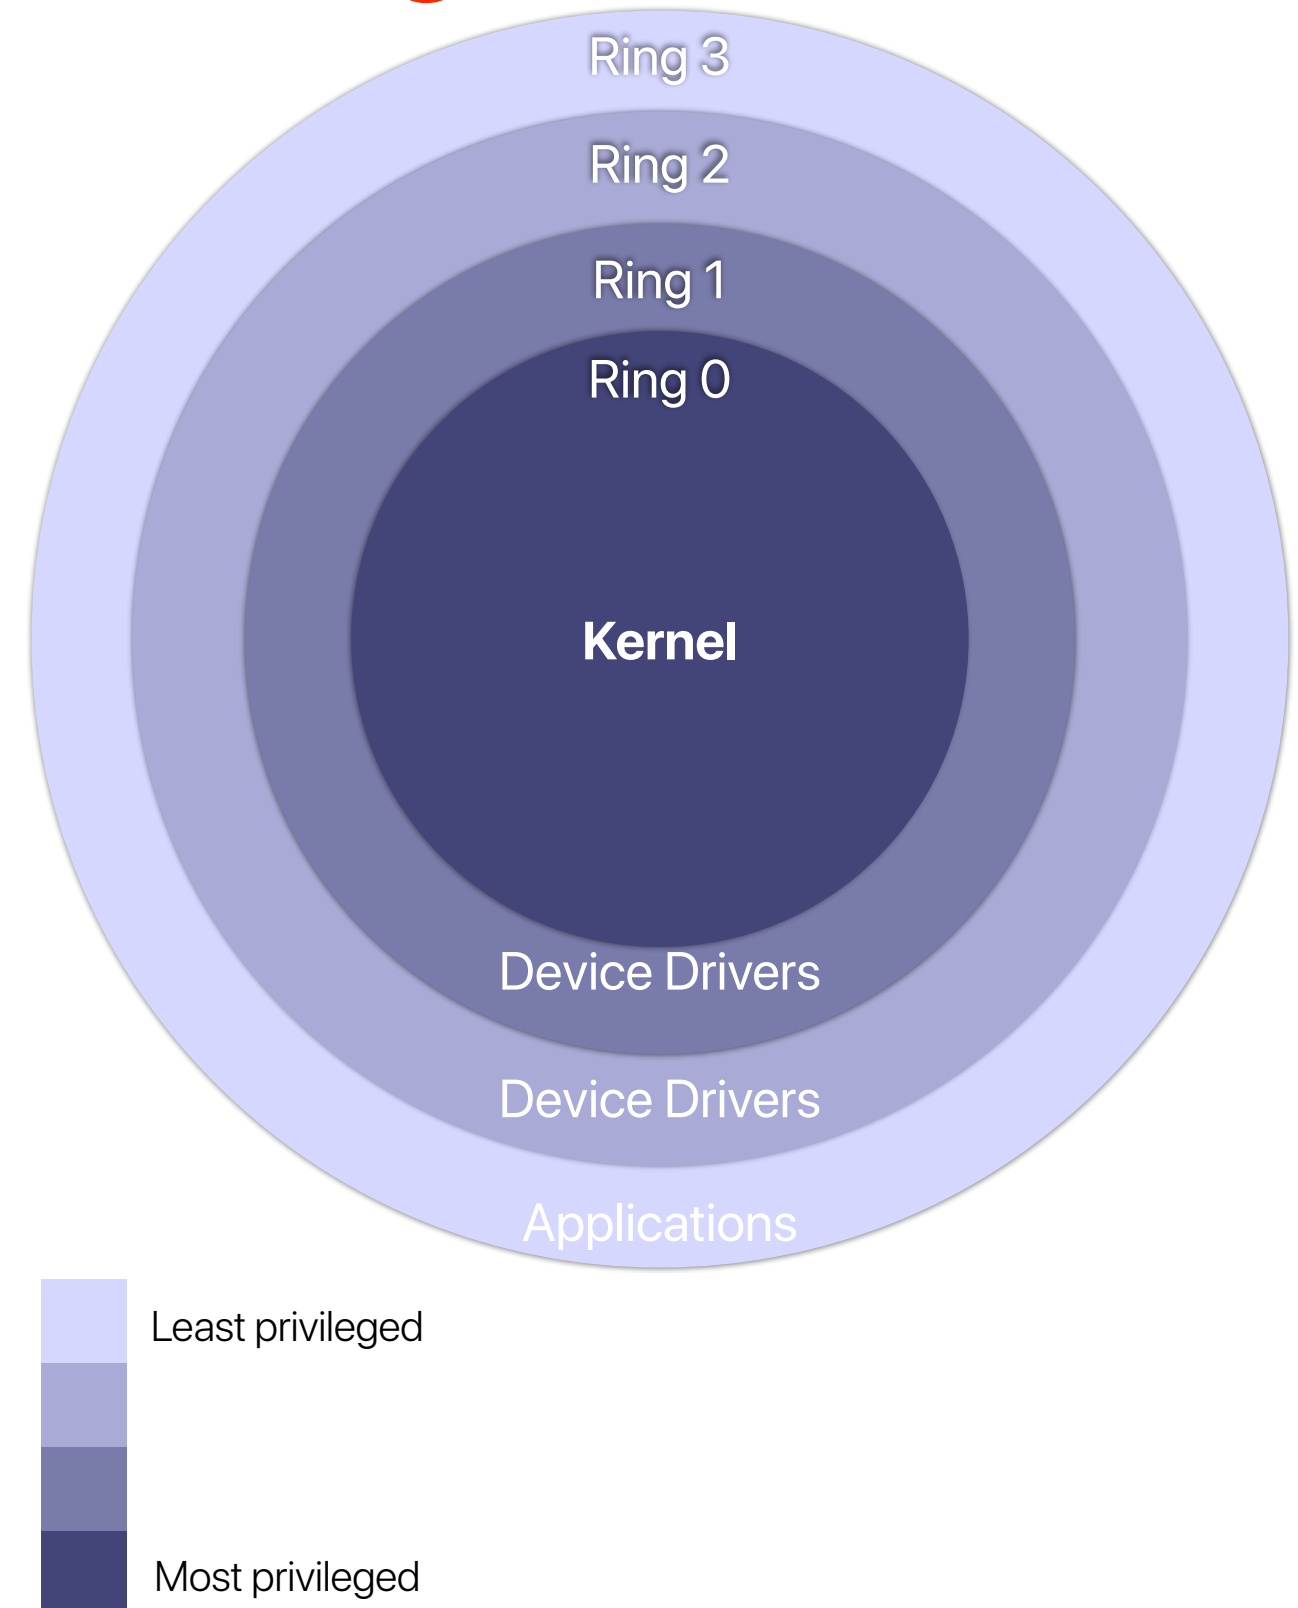 Ring 3
Ring 2
Ring 1
Ring 0
Kernel
Device Drivers
Device Drivers
Applications
Least privileged
Most privileged